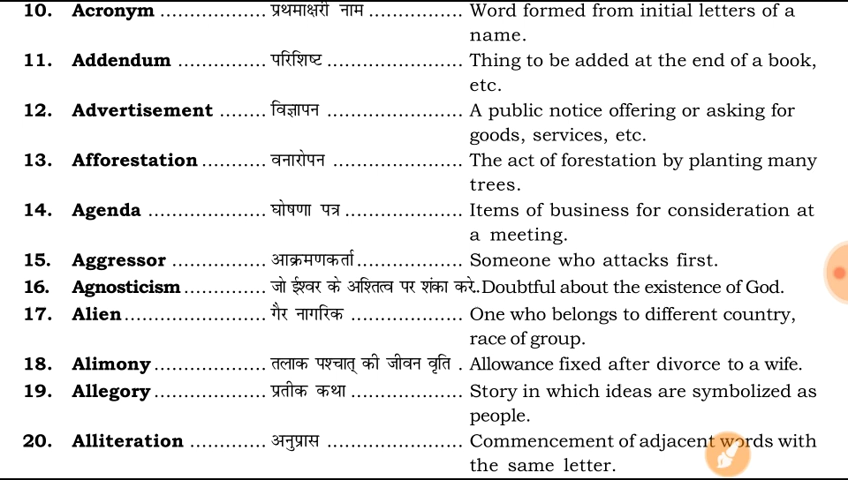 10. Acronym .................. प्रथमाक्षरी नाम ................ Word formed from initial letters of a
name.
11. Addendum ............... परिशिष्ट ....................... Thing to be added at the end of a book,
etc.
12. Advertisement ........ विज्ञापन ....................... A public notice offering or asking for
goods, services, etc.
13. Afforestation ........... वनारोपन ...................... The act of forestation by planting many
trees.
14. Agenda .................... घोषणा पत्र .................... Items of business for consideration at
a meeting.
15. Aggressor ................ आक्रमणकर्ता .................. Someone who attacks first.
16. Agnosticism .............. जो ईश्वर के अश्तित्व पर शंका करे.. Doubtful about the existence of God.
17. Alien ........................ गैर नागरिक ................... One who belongs to different country,
race of group.
18. Alimony ................... तलाक पश्चात् की जीवन वृति . Allowance fixed after divorce to a wife.
19. Allegory ................... प्रतीक कथा ................... Story in which ideas are symbolized as
people.
20. Alliteration ............. अनुप्रास ....................... Commencement of adjacent words with
the same letter.